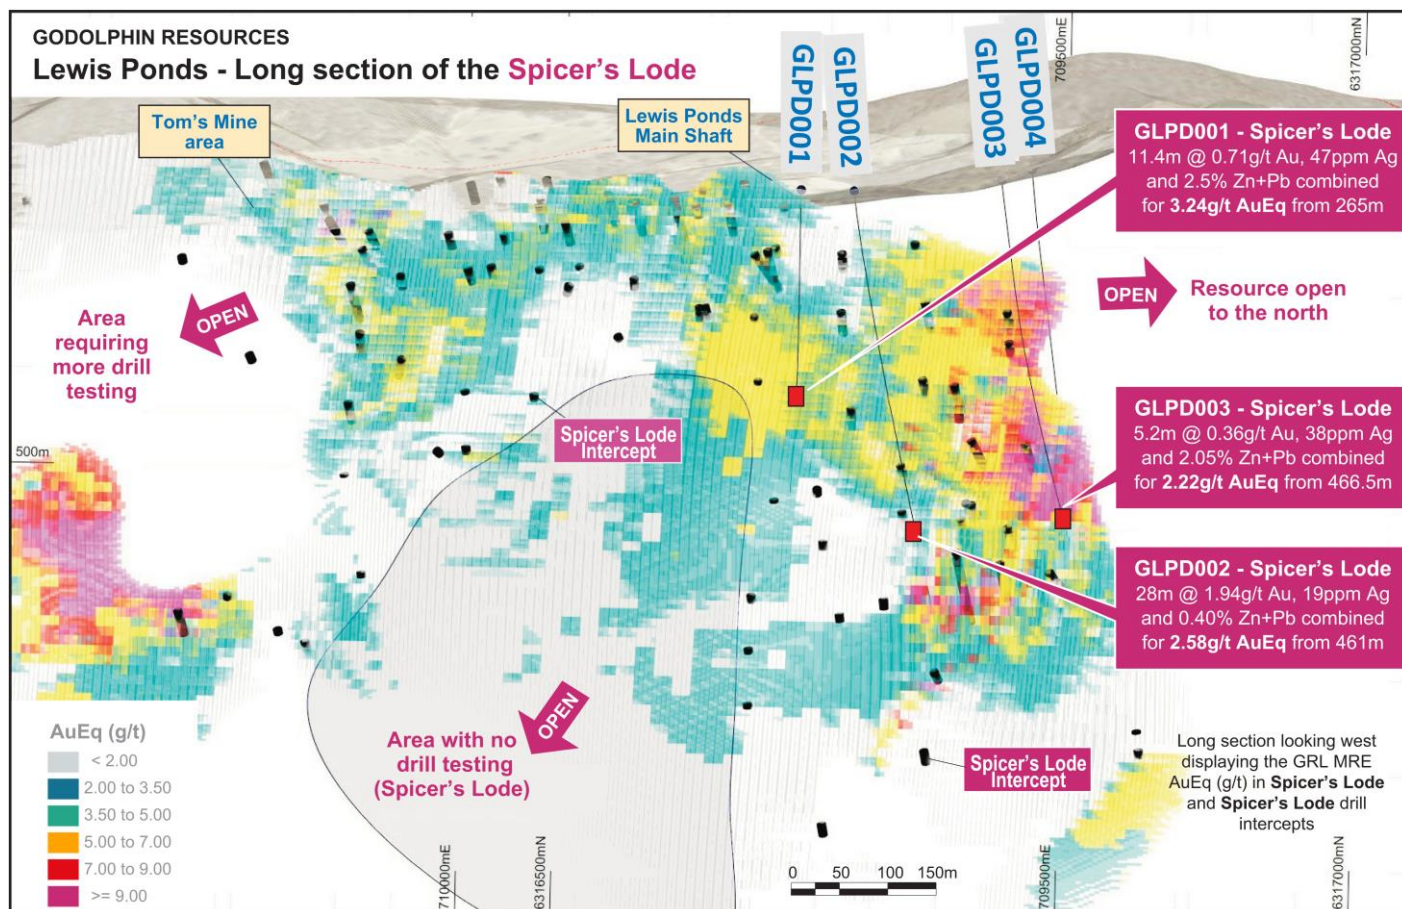 GODOLPHIN RESOURCES
Lewis Ponds - Long section of the Spicer's Lode
Tom's Mine
area
Lewis Ponds
Main Shaft
GLPD001
GLPD002
GLPD003
GLPD004
709500mE
6317000mN
GLPD001 - Spicer's Lode
11.4m @ 0.71g/t Au, 47ppm Ag
and 2.5% Zn+Pb combined
for 3.24g/t AuEq from 265m
OPEN
Resource open
to the north
OPEN
Area
requiring
more drill
testing
GLPD003 - Spicer's Lode
5.2m @ 0.36g/t Au, 38ppm Ag
and 2.05% Zn+Pb combined
for 2.22g/t AuEq from 466.5m
Spicer's Lode
Intercept
500m
GLPD002 - Spicer's Lode
28m @ 1.94g/t Au, 19ppm Ag
and 0.40% Zn+Pb combined
for 2.58g/t AuEq from 461m
OPEN
Area with no
drill testing
(Spicer's Lode)
Spicer's Lode
Intercept
Long section looking west
displaying the GRL MRE
AuEq (g/t) in Spicer's Lode
and Spicer's Lode drill
intercepts
AuEq (g/t)
< 2.00
2.00 to 3.50
3.50 to 5.00
5.00 to 7.00
7.00 to 9.00
>= 9.00
710000mE
6316500mN
0 50 100 150m
709500mE
6317000mN